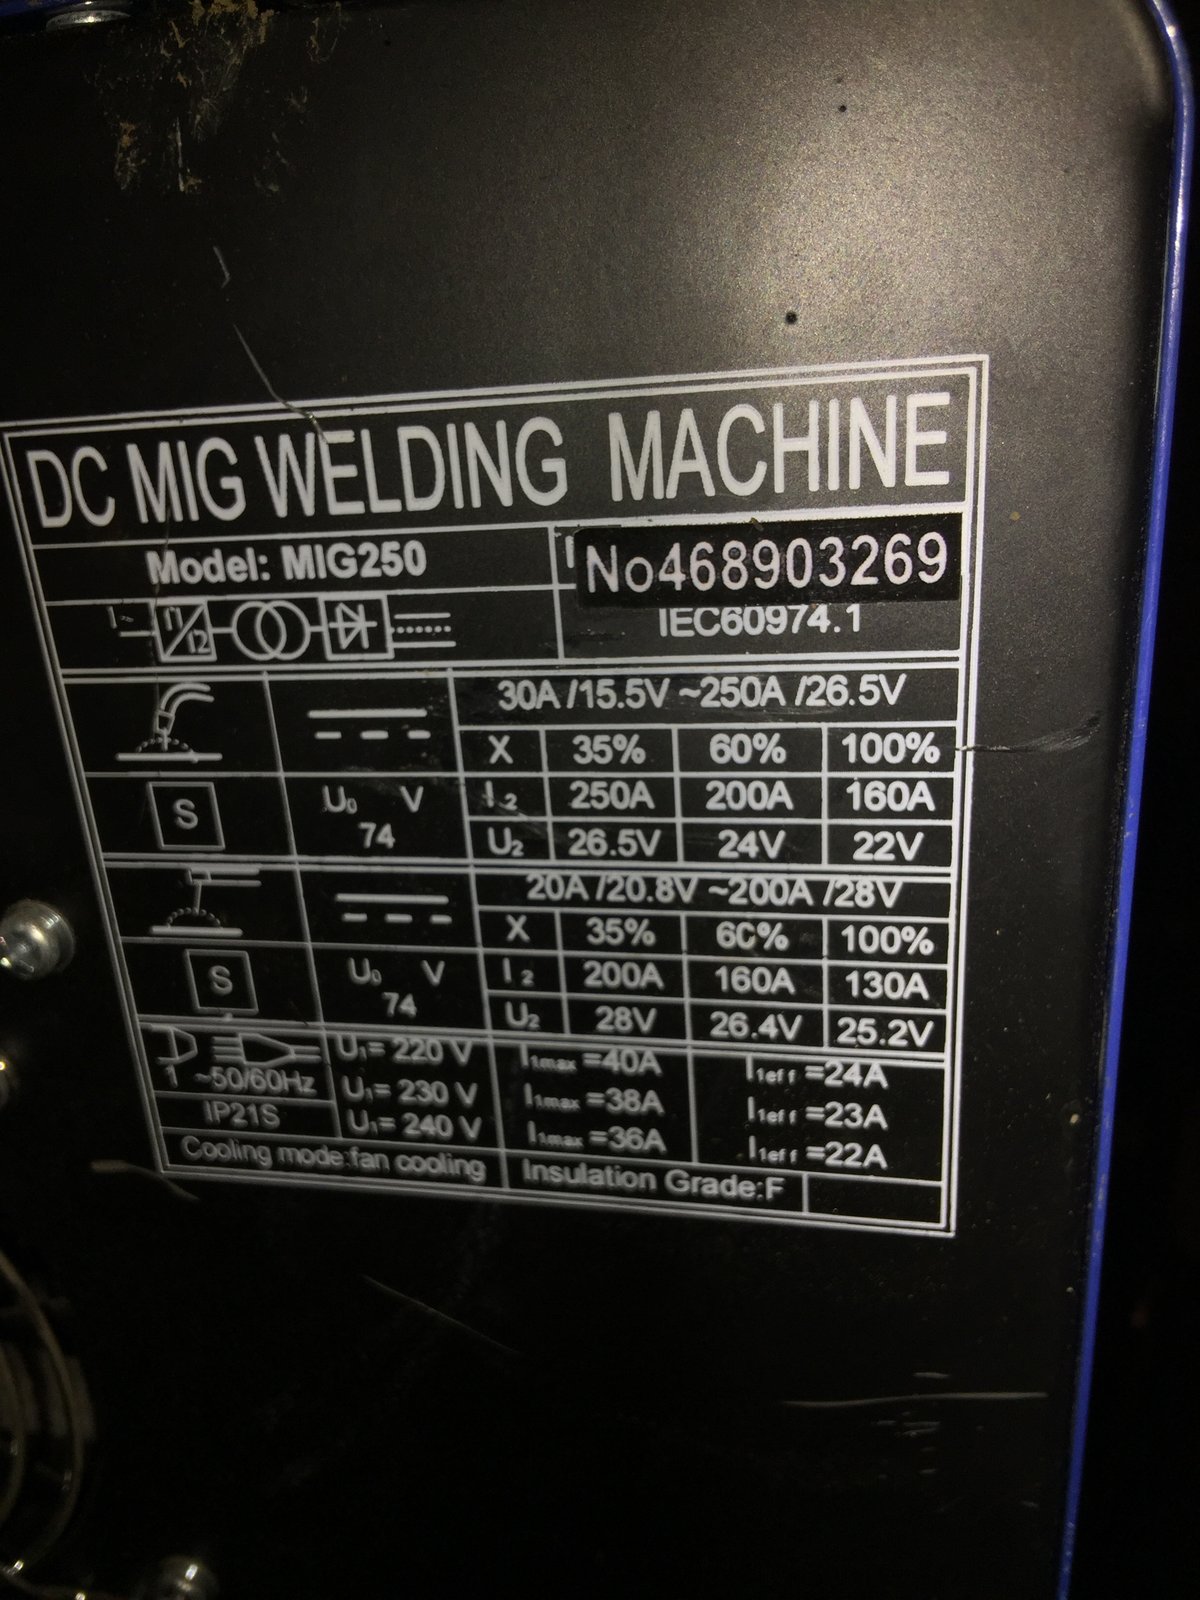 DC MIG WELDING MACHINE
Model: MIG250
No468903269
IEC60974.1
30A /15.5V ~250A /26.5V
X 35% 60% 100%
S U₀ V I₂ 250A 200A 160A
74 U₂ 26.5V 24V 22V
20A /20.8V ~200A /28V
X 35% 60% 100%
S U₀ V I₂ 200A 160A 130A
74 U₂ 28V 26.4V 25.2V
U₁= 220 V I₁max =40A I₁eff =24A
1 ~50/60Hz U₁= 230 V I₁max =38A I₁eff =23A
IP21S U₁= 240 V I₁max =36A I₁eff =22A
Cooling mode:fan cooling Insulation Grade:F